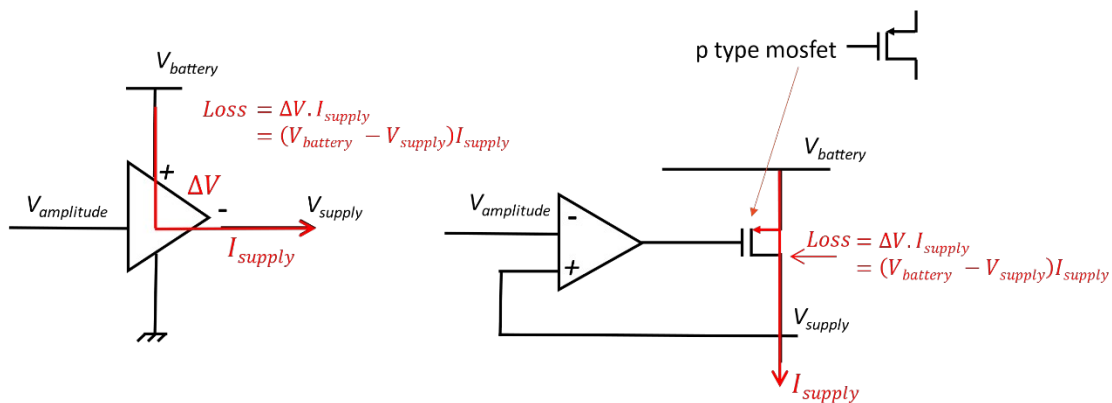 p type mosfet
V_battery
Loss = ΔV.I_supply
= (V_battery − V_supply)I_supply
+
ΔV
-
V_amplitude
V_supply
I_supply
V_battery
V_amplitude
-
+
Loss = ΔV.I_supply
= (V_battery − V_supply)I_supply
V_supply
I_supply